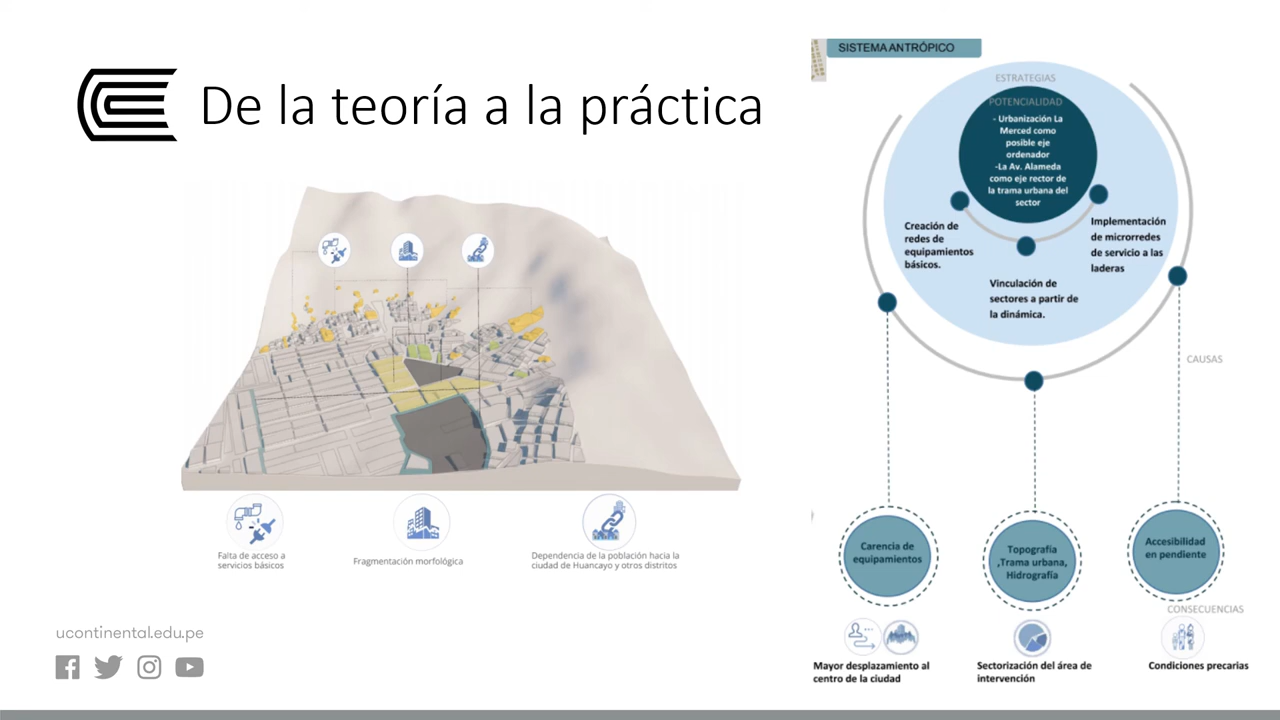 De la teoría a la práctica
Falta de acceso a
servicios básicos
Fragmentación morfológica
Dependencia de la población hacia la
ciudad de Huancayo y otros distritos
ucontinental.edu.pe
SISTEMA ANTRÓPICO
ESTRATEGIAS
POTENCIALIDAD
- Urbanización La
Merced como
posible eje
ordenador
-La Av. Alameda
como eje rector de
la trama urbana del
sector
Creación de
redes de
equipamientos
básicos.
Vinculación de
sectores a partir de
la dinámica.
Implementación
de microrredes
de servicio a las
laderas
CAUSAS
Carencia de
equipamientos
Topografía
,Trama urbana,
Hidrografía
Accesibilidad
en pendiente
CONSECUENCIAS
Mayor desplazamiento al
centro de la ciudad
Sectorización del área de
intervención
Condiciones precarias